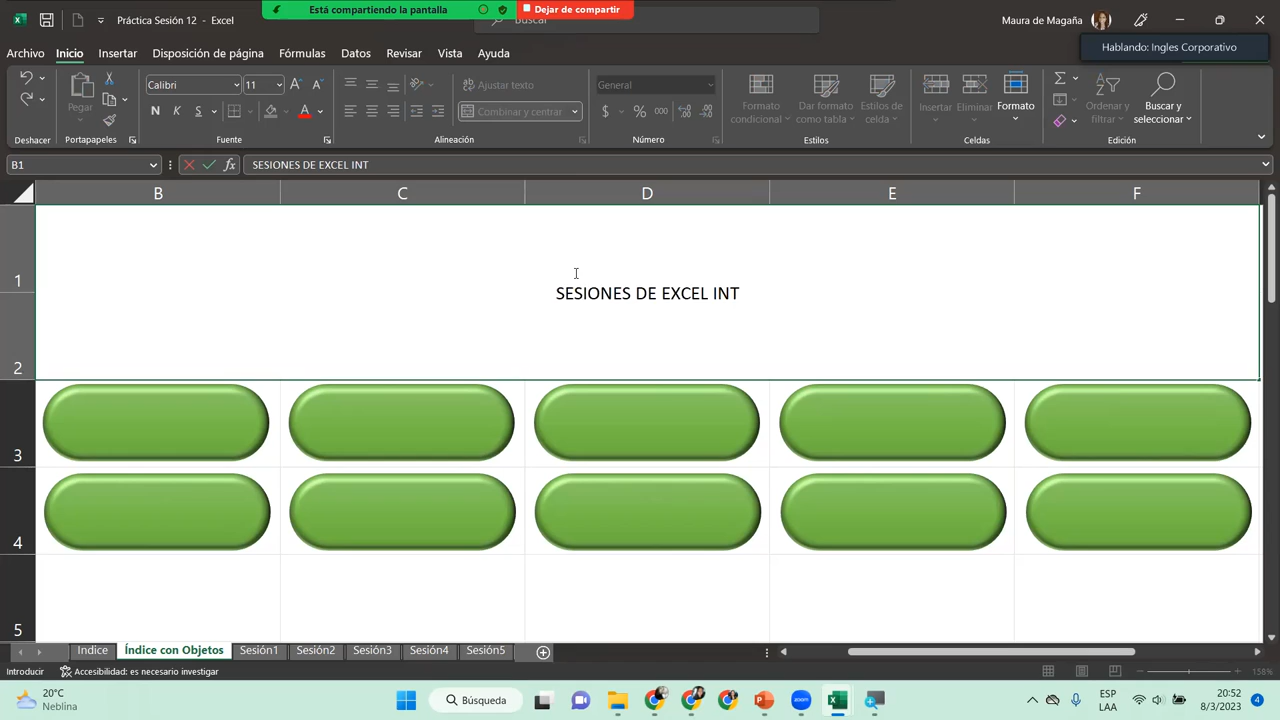 Está compartiendo la pantalla
Dejar de compartir
Práctica Sesión 12 - Excel
Buscar
Maura de Magaña
Hablando: Ingles Corporativo
Archivo Inicio Insertar Disposición de página Fórmulas Datos Revisar Vista Ayuda
Calibri 11 Ajustar texto General
Pegar N K S Combinar y centrar $ % 000 Formato condicional Dar formato como tabla Estilos de celda Insertar Eliminar Formato Ordenar y filtrar Buscar y seleccionar
Deshacer Portapapeles Fuente Alineación Número Estilos Celdas Edición
B1 fx SESIONES DE EXCEL INT
B C D E F
1
SESIONES DE EXCEL INT
2
3
4
5
Indice Índice con Objetos Sesión1 Sesión2 Sesión3 Sesión4 Sesión5
Introducir Accesibilidad: es necesario investigar 158%
20°C
Neblina
Búsqueda
zoom
ESP
LAA
20:52
8/3/2023
4